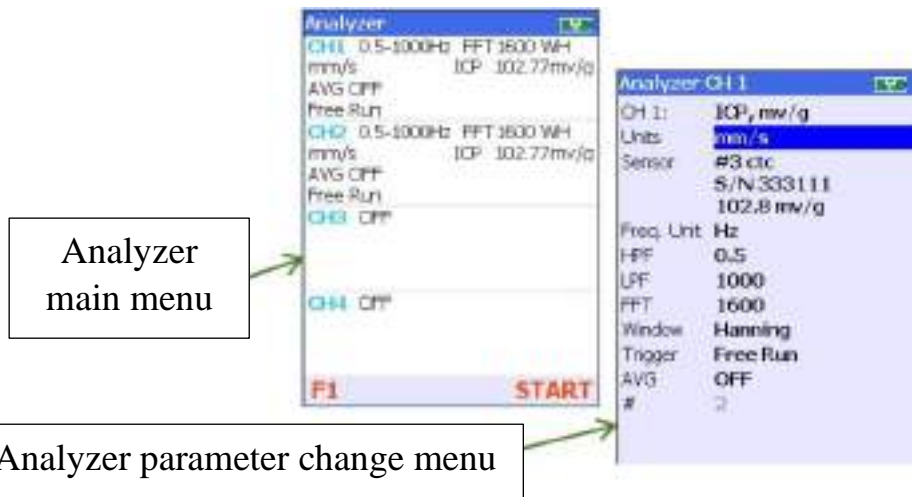 Analyzer
CH1 0.5-1000Hz FFT 1600 WH
mm/s ICP 102.77mv/g
AVG OFF
Free Run
CH2 0.5-1000Hz FFT 1600 WH
mm/s ICP 102.77mv/g
AVG OFF
Free Run
CH3 OFF
CH4 OFF
F1 START
Analyzer CH 1
CH 1: ICP, mv/g
Units mm/s
Sensor #3 ctc
S/N 333111
102.8 mv/g
Freq. Unit Hz
HPF 0.5
LPF 1000
FFT 1600
Window Hanning
Trigger Free Run
AVG OFF
# 2
Analyzer
main menu
Analyzer parameter change menu